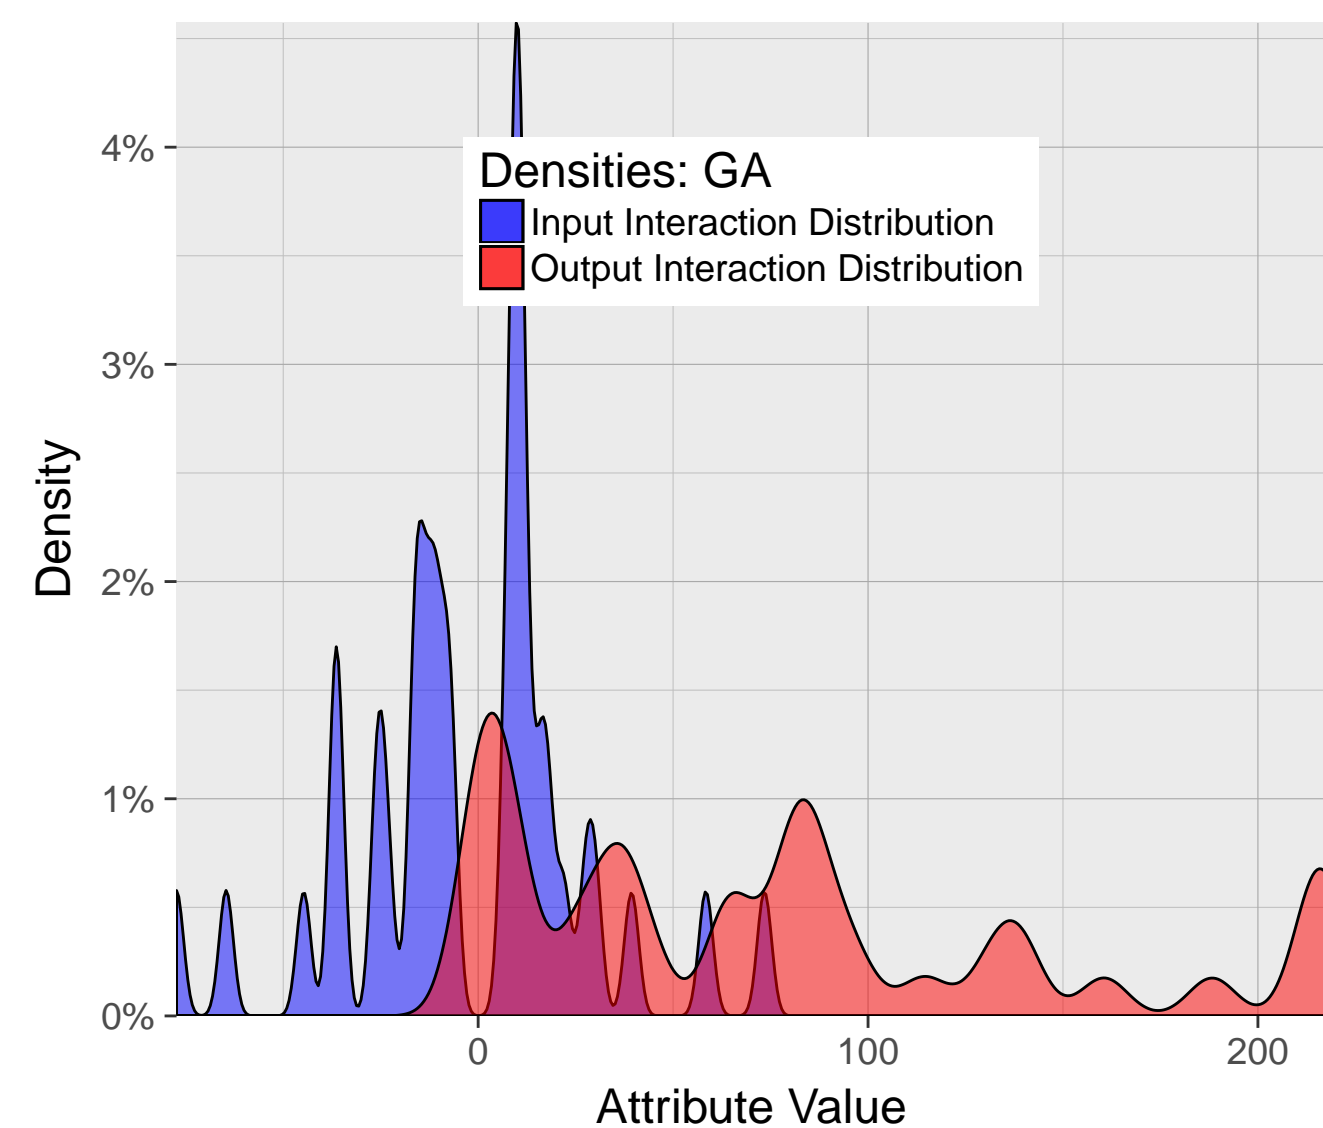 4%
3%
2%
1%
0%
Density
Densities: GA
Input Interaction Distribution
Output Interaction Distribution
0
100
200
Attribute Value